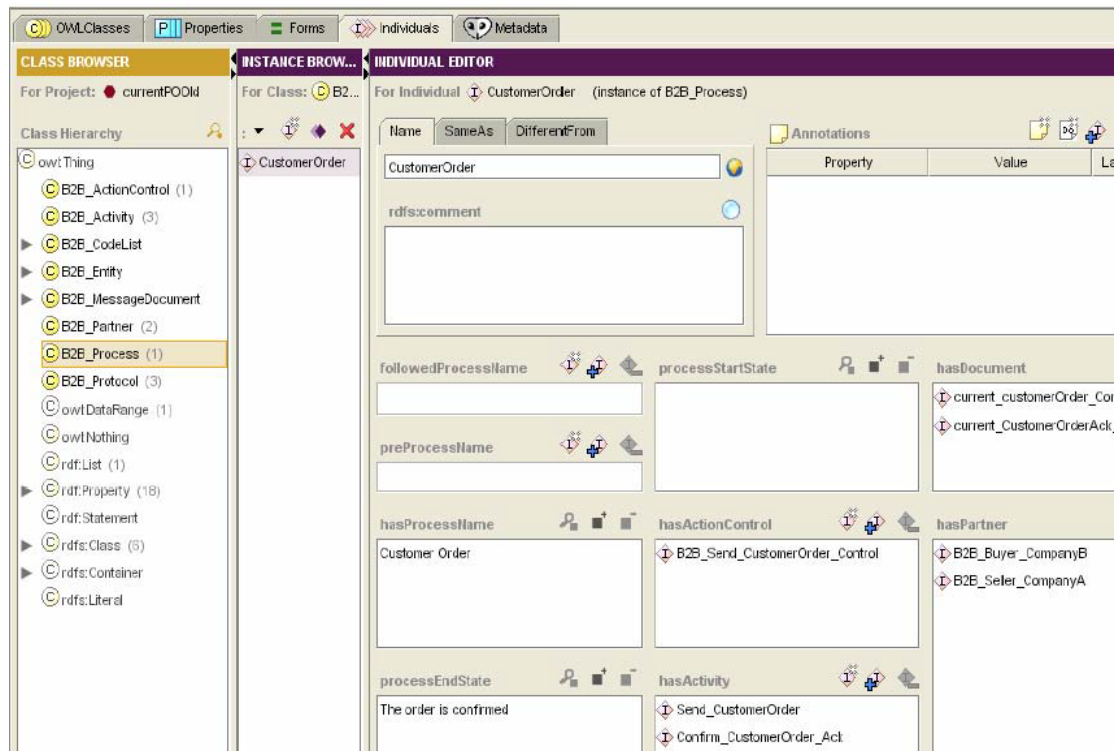 OWLClasses Properties Forms Individuals Metadata
CLASS BROWSER
For Project: currentPOOld
Class Hierarchy
owl:Thing
B2B_ActionControl (1)
B2B_Activity (3)
B2B_CodeList
B2B_Entity
B2B_MessageDocument
B2B_Partner (2)
B2B_Process (1)
B2B_Protocol (3)
owl:DataRange (1)
owl:Nothing
rdf:List (1)
rdf:Property (18)
rdf:Statement
rdfs:Class (6)
rdfs:Container
rdfs:Literal
INSTANCE BROW...
For Class: B2...
CustomerOrder
INDIVIDUAL EDITOR
For Individual CustomerOrder (instance of B2B_Process)
Name SameAs DifferentFrom
CustomerOrder
rdfs:comment
Annotations
Property Value La
followedProcessName
preProcessName
processStartState
hasDocument
current_customerOrder_Cor
current_CustomerOrderAck_
hasProcessName
Customer Order
hasActionControl
B2B_Send_CustomerOrder_Control
hasPartner
B2B_Buyer_CompanyB
B2B_Seller_CompanyA
processEndState
The order is confirmed
hasActivity
Send_CustomerOrder
Confirm_CustomerOrder_Ack